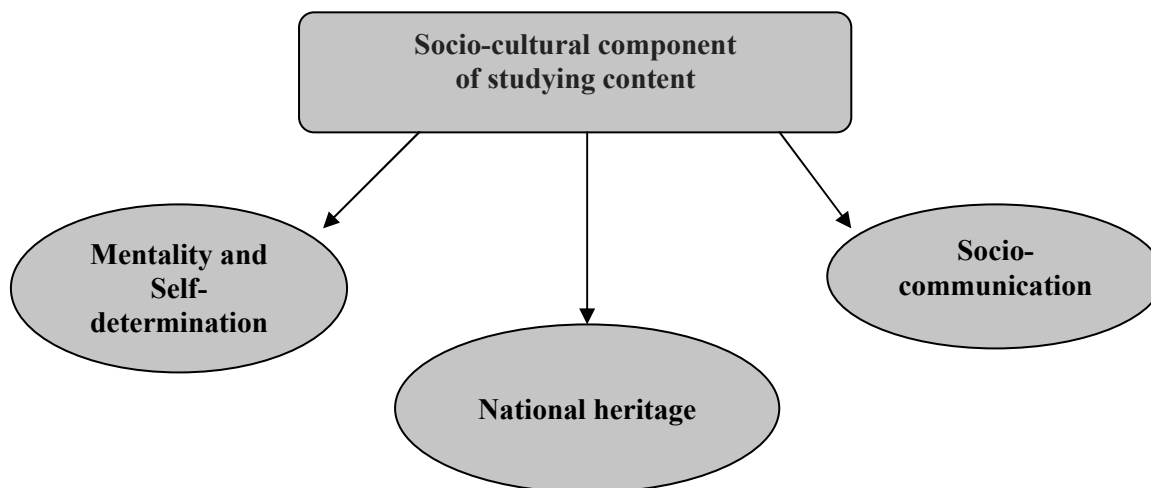 Socio-cultural component
of studying content
Mentality and
Self-
determination
Socio-
communication
National heritage